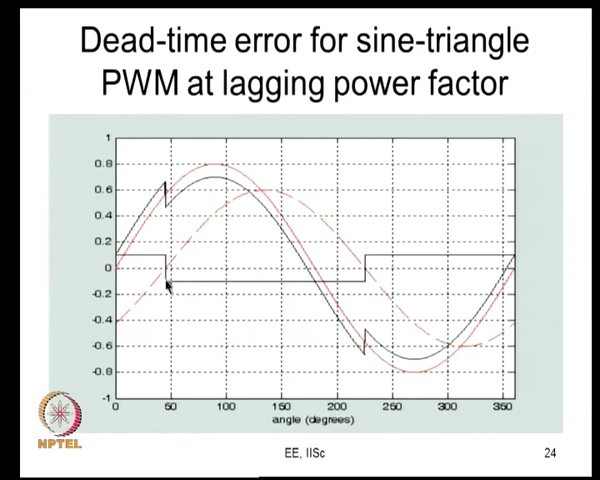 Dead-time error for sine-triangle
PWM at lagging power factor
1
0.8
0.6
0.4
0.2
0
-0.2
-0.4
-0.6
-0.8
-1
0 50 100 150 200 250 300 350
angle (degrees)
NPTEL
EE, IISc
24